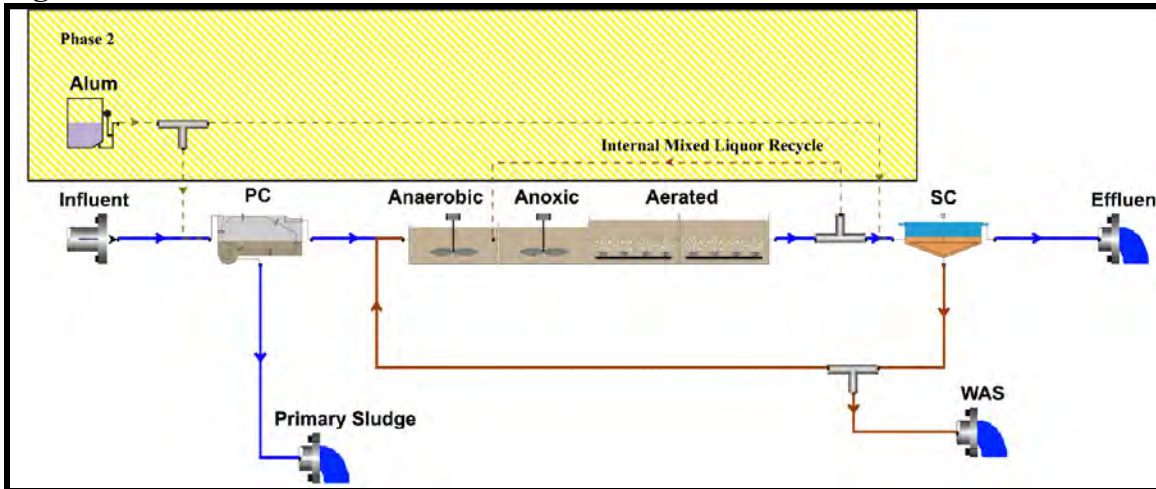 Phase 2
Alum
Internal Mixed Liquor Recycle
Influent
PC
Anaerobic
Anoxic
Aerated
SC
Effluen
Primary Sludge
WAS